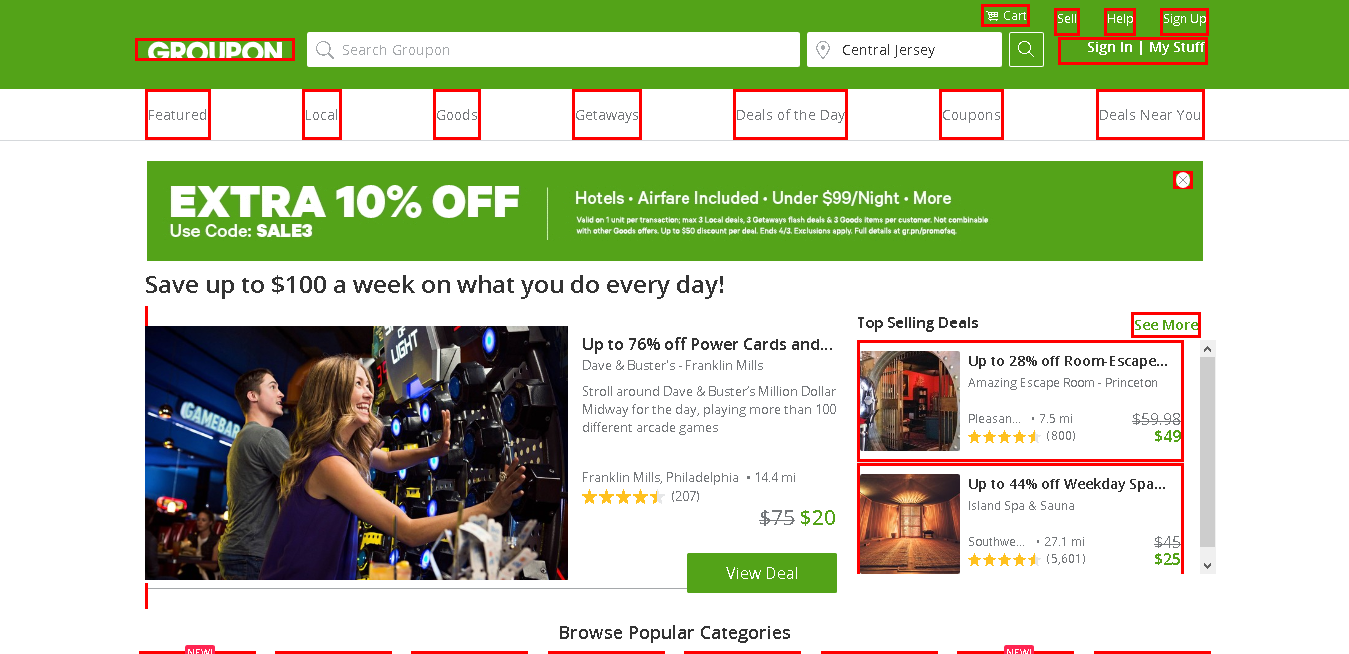 Cart
Sell
Help
Sign Up
GROUPON
Search Groupon
Central Jersey
Sign In | My Stuff
Featured
Local
Goods
Getaways
Deals of the Day
Coupons
Deals Near You
EXTRA 10% OFF
Use Code: SALE3
Hotels • Airfare Included • Under $99/Night • More
Valid on 1 unit per transaction; max 3 Local deals, 3 Getaways flash deals & 3 Goods items per customer. Not combinable
with other Goods offers. Up to $50 discount per deal. Ends 4/3. Exclusions apply. Full details at gr.pn/promofaq.
Save up to $100 a week on what you do every day!
GAMEBAR
OF
LIGHT
Up to 76% off Power Cards and...
Dave & Buster's - Franklin Mills
Stroll around Dave & Buster's Million Dollar
Midway for the day, playing more than 100
different arcade games
Franklin Mills, Philadelphia • 14.4 mi
(207)
$75 $20
View Deal
Top Selling Deals
See More
Up to 28% off Room-Escape...
Amazing Escape Room - Princeton
Pleasan... • 7.5 mi
$59.98
(800)
$49
Up to 44% off Weekday Spa...
Island Spa & Sauna
Southwe... • 27.1 mi
$45
(5,601)
$25
Browse Popular Categories
NEW!
NEW!